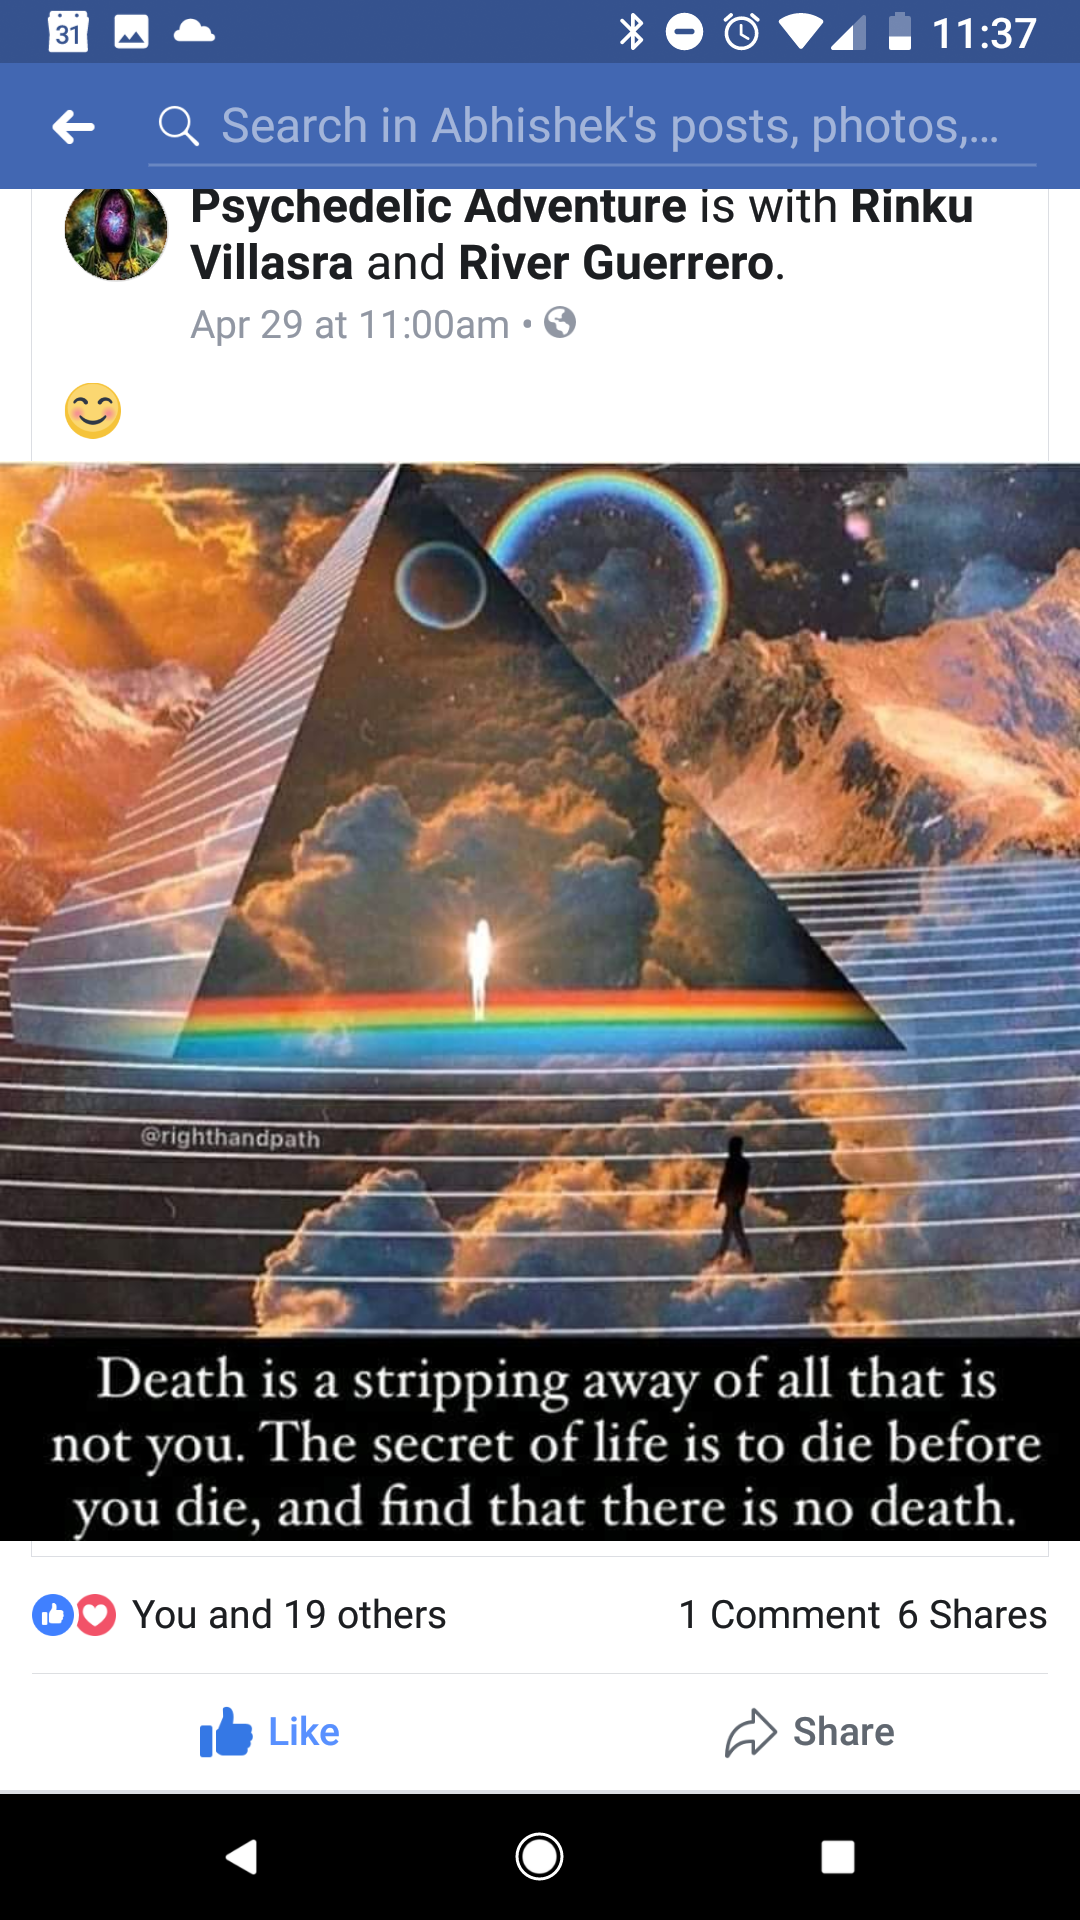 31
11:37
Search in Abhishek's posts, photos,...
Psychedelic Adventure is with Rinku
Villasra and River Guerrero.
Apr 29 at 11:00am •
@righthandpath
Death is a stripping away of all that is
not you. The secret of life is to die before
you die, and find that there is no death.
You and 19 others
1 Comment 6 Shares
Like
Share